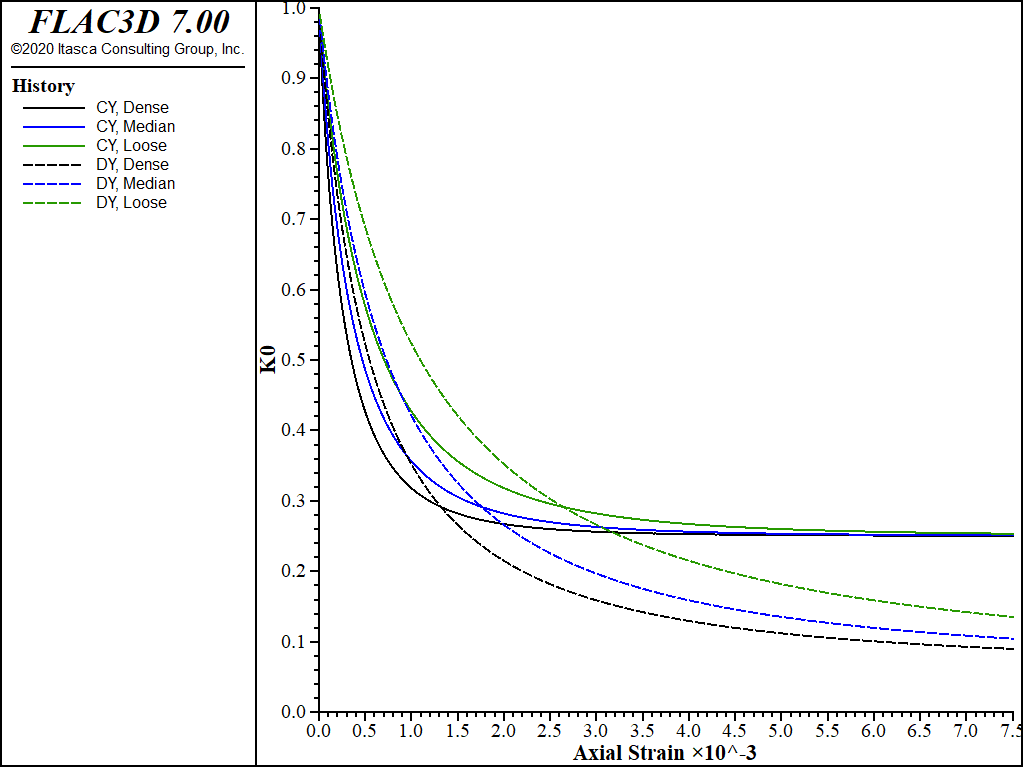 FLAC3D 7.00
©2020 Itasca Consulting Group, Inc.
History
CY, Dense
CY, Median
CY, Loose
DY, Dense
DY, Median
DY, Loose
1.0
0.9
0.8
0.7
0.6
0.5
0.4
0.3
0.2
0.1
0.0
K0
0.0 0.5 1.0 1.5 2.0 2.5 3.0 3.5 4.0 4.5 5.0 5.5 6.0 6.5 7.0 7.5
Axial Strain ×10^-3